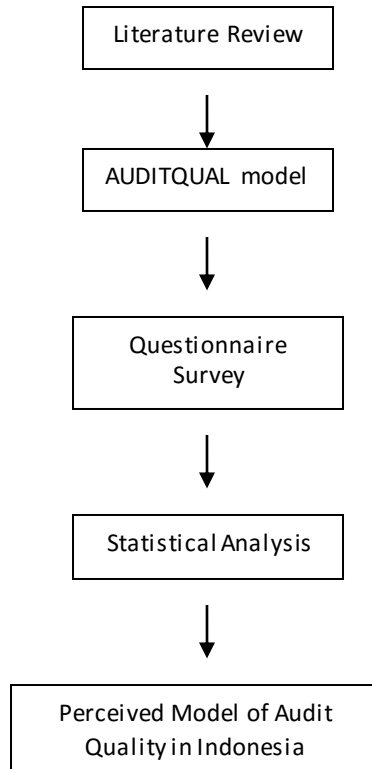 Literature Review
AUDITQUAL model
Questionnaire
Survey
Statistical Analysis
Perceived Model of Audit
Quality in Indonesia